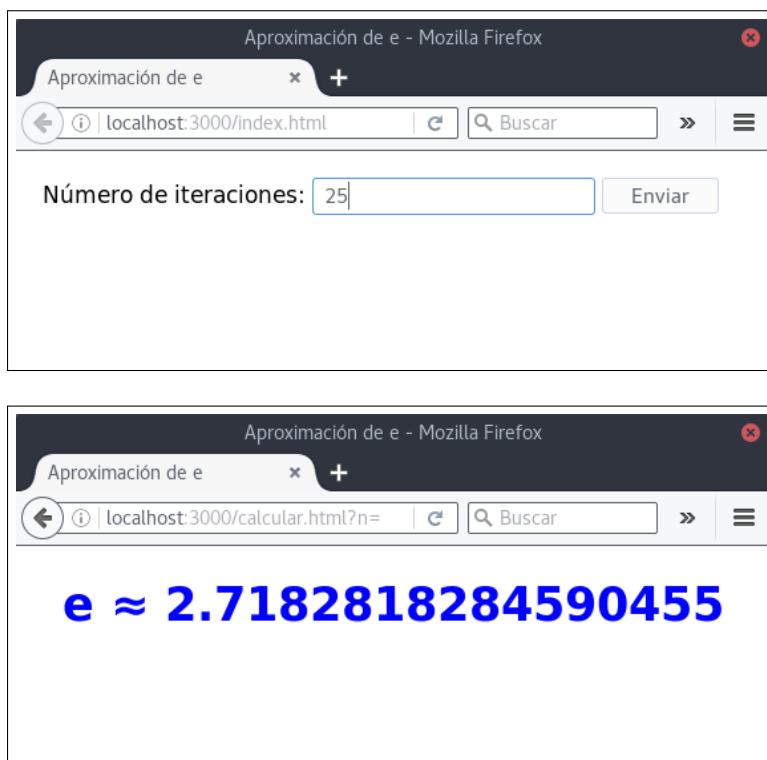 Aproximación de e - Mozilla Firefox
Aproximación de e
localhost:3000/index.html
Buscar
Número de iteraciones: 25 Enviar
Aproximación de e - Mozilla Firefox
Aproximación de e
localhost:3000/calcular.html?n=
Buscar
e ≈ 2.7182818284590455